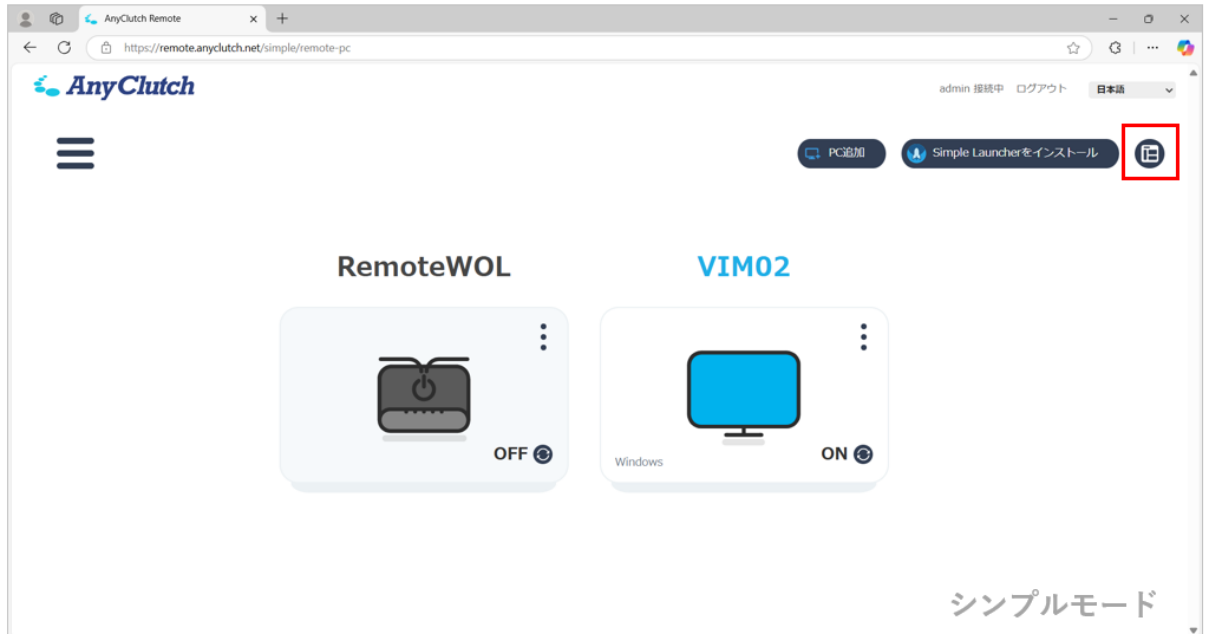 AnyClutch Remote
https://remote.anyclutch.net/simple/remote-pc
AnyClutch
admin 接続中 ログアウト 日本語
PC追加 Simple Launcherをインストール
RemoteWOL VIM02
OFF
Windows ON
シンプルモード